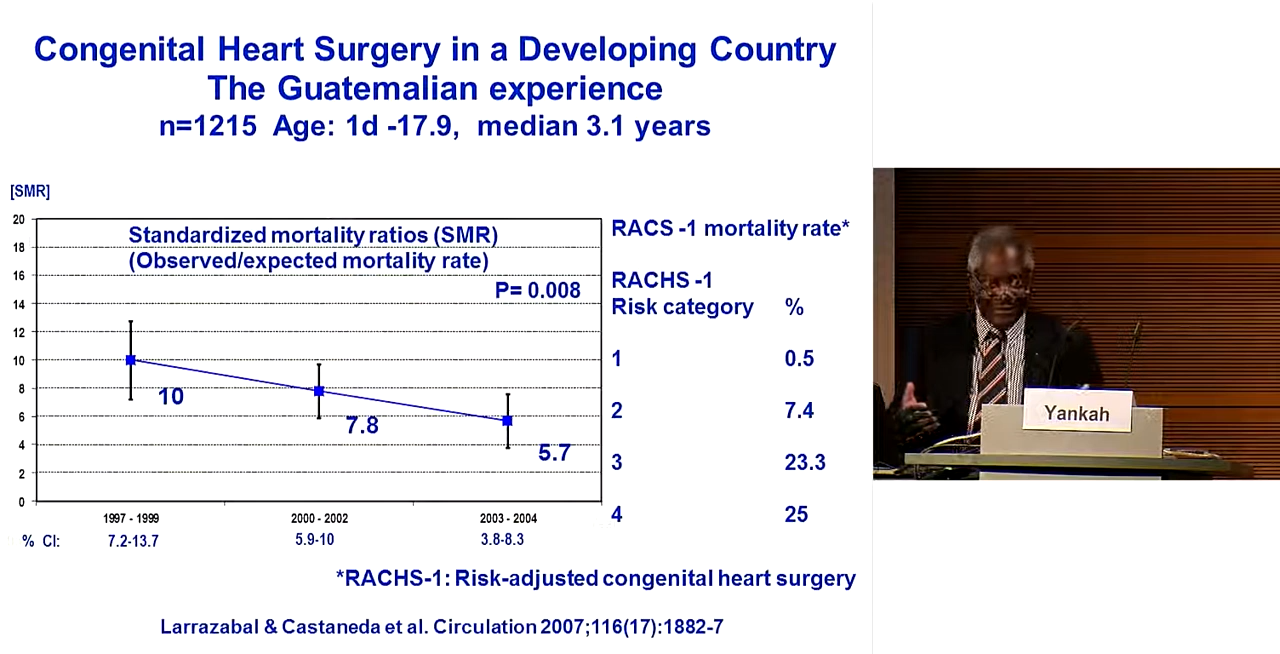 Congenital Heart Surgery in a Developing Country
The Guatemalian experience
n=1215 Age: 1d -17.9, median 3.1 years
[SMR]
20
18
16
14
12
10
8
6
4
2
0
Standardized mortality ratios (SMR)
(Observed/expected mortality rate)
P= 0.008
10
7.8
5.7
1997 - 1999
2000 - 2002
2003 - 2004
% CI:
7.2-13.7
5.9-10
3.8-8.3
RACS -1 mortality rate*
RACHS -1
Risk category %
1 0.5
2 7.4
3 23.3
4 25
*RACHS-1: Risk-adjusted congenital heart surgery
Larrazabal & Castaneda et al. Circulation 2007;116(17):1882-7
Yankah